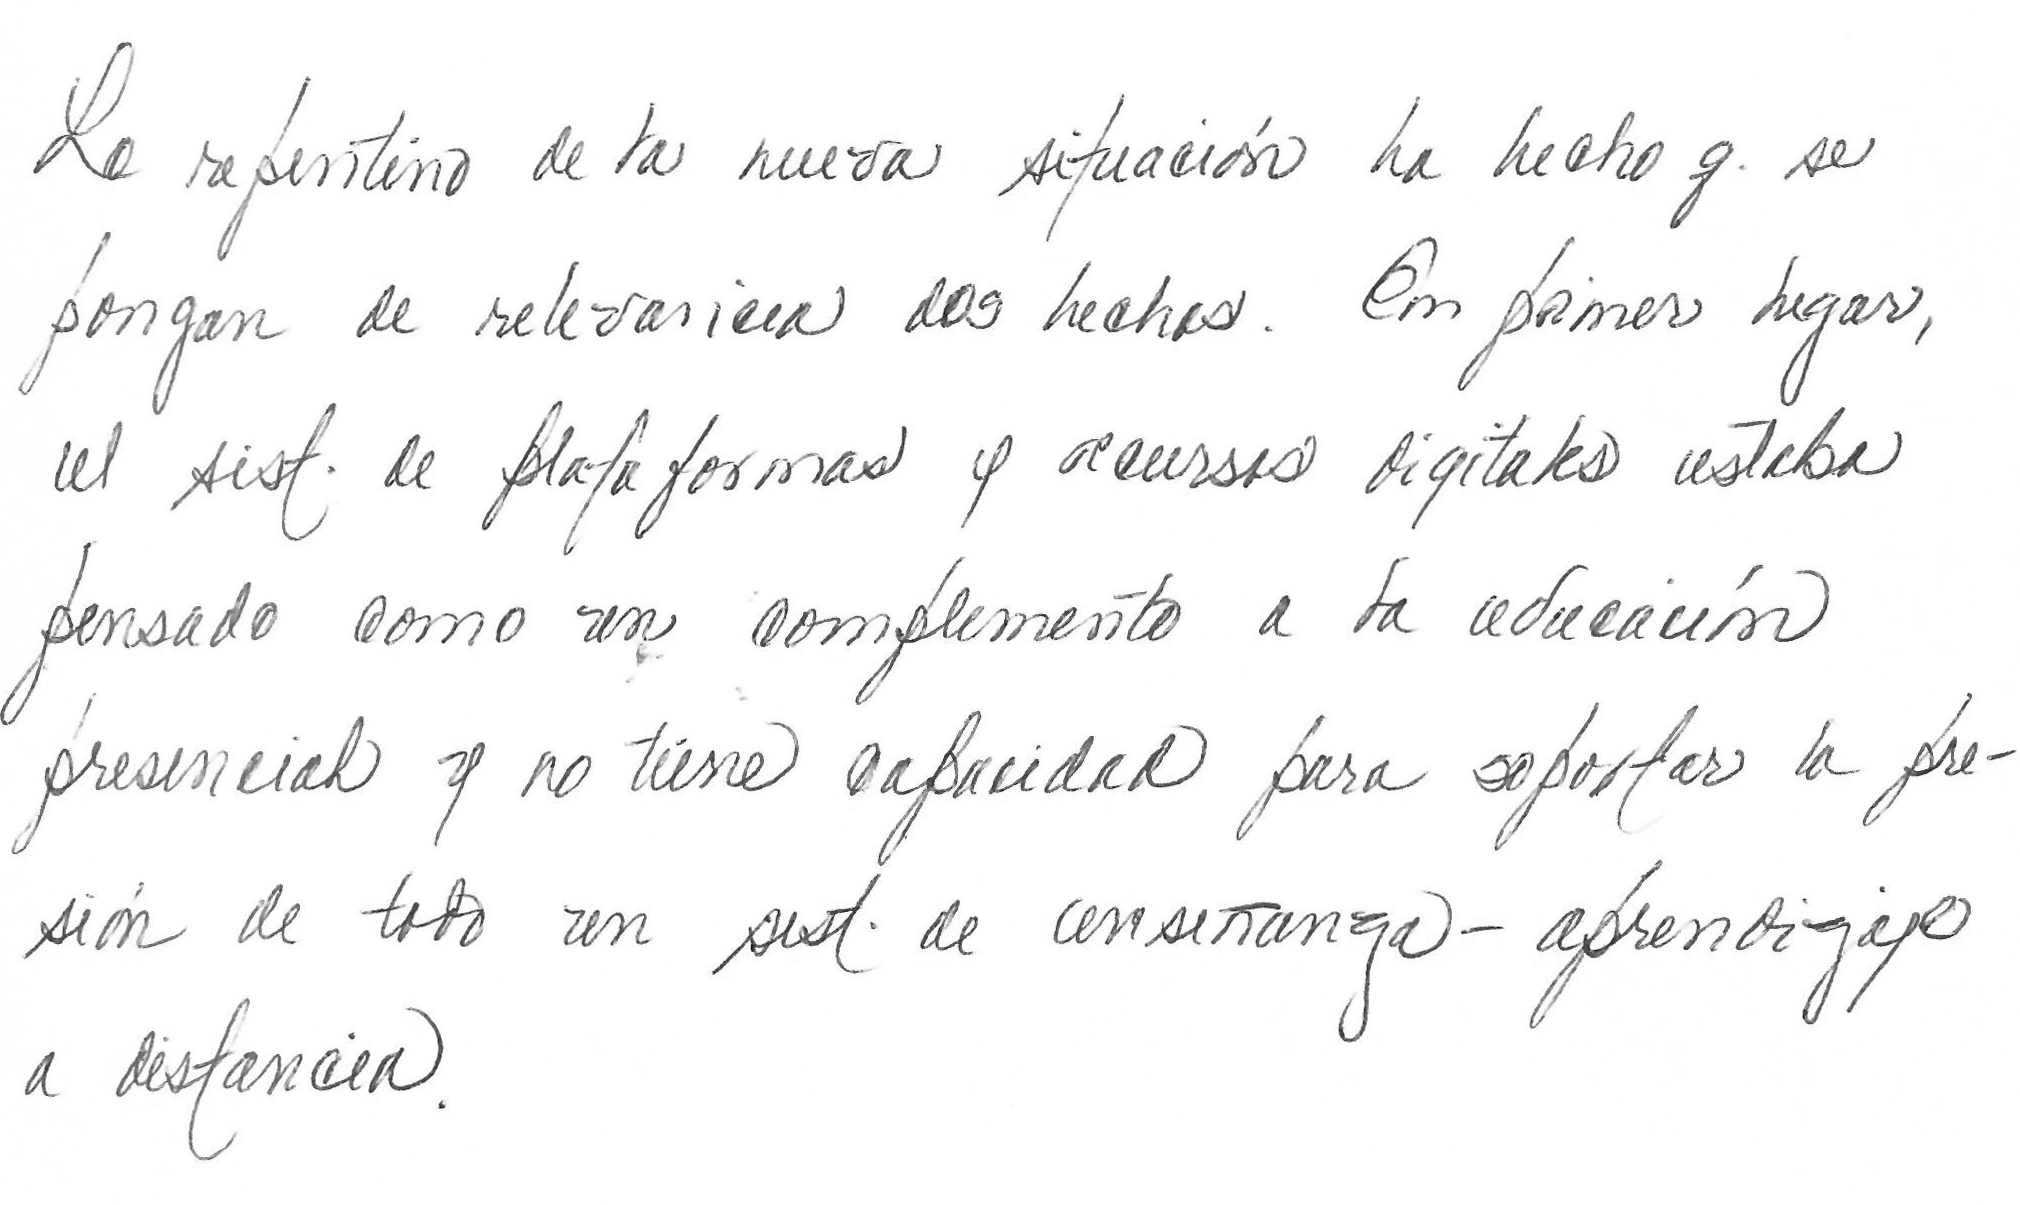 Lo repentino de la nueva situación ha hecho q. se
pongan de relevancia dos hechos. En primer lugar,
el sist. de plataformas y recursos digitales estaba
pensado como un complemento a la educación
presencial y no tiene capacidad para soportar la pre-
sión de todo un sist. de enseñanza - aprendizaje
a distancia.